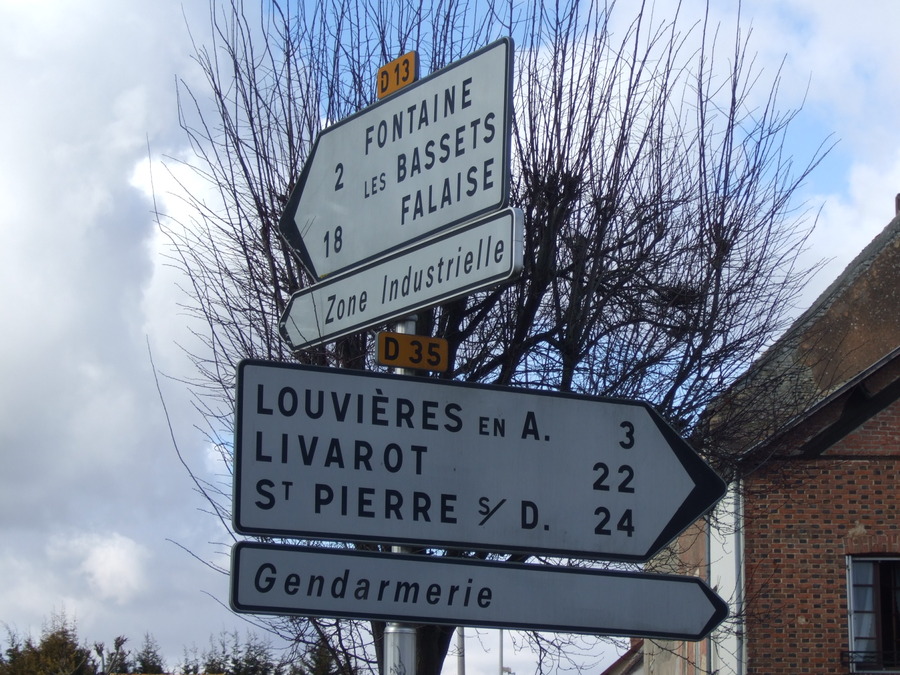 D 13
FONTAINE
2 LES BASSETS
18 FALAISE
Zone Industrielle
D 35
LOUVIÈRES EN A. 3
LIVAROT 22
ST PIERRE S/ D. 24
Gendarmerie